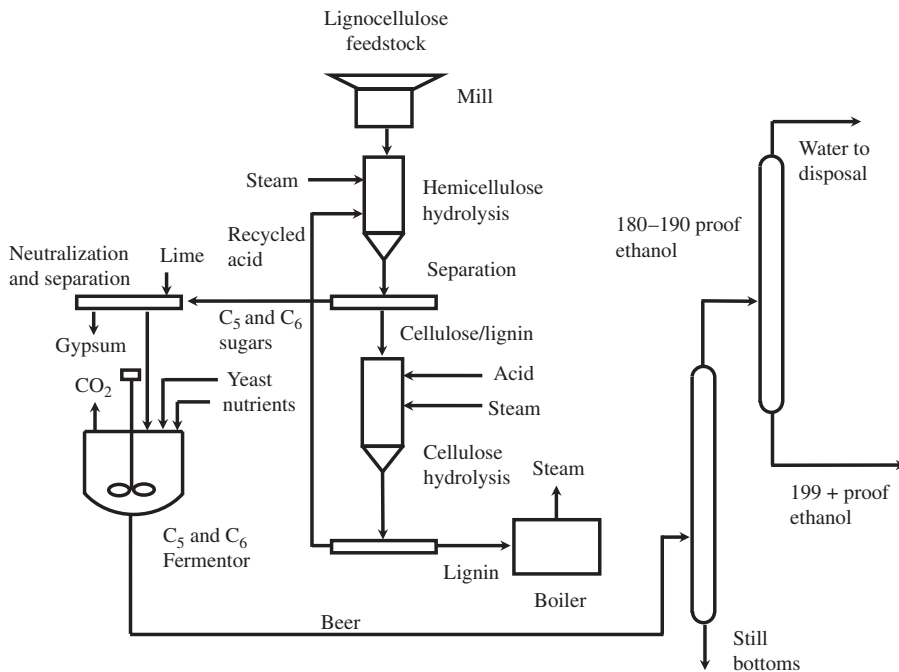 Lignocellulose
feedstock
Mill
Steam
Hemicellulose
hydrolysis
Recycled
acid
Neutralization
and separation
Lime
Separation
C5 and C6
sugars
Gypsum
Cellulose/lignin
CO2
Yeast
nutrients
Acid
Steam
Cellulose
hydrolysis
C5 and C6
Fermentor
Steam
Lignin
Boiler
Beer
180–190 proof
ethanol
Water to
disposal
199 + proof
ethanol
Still
bottoms